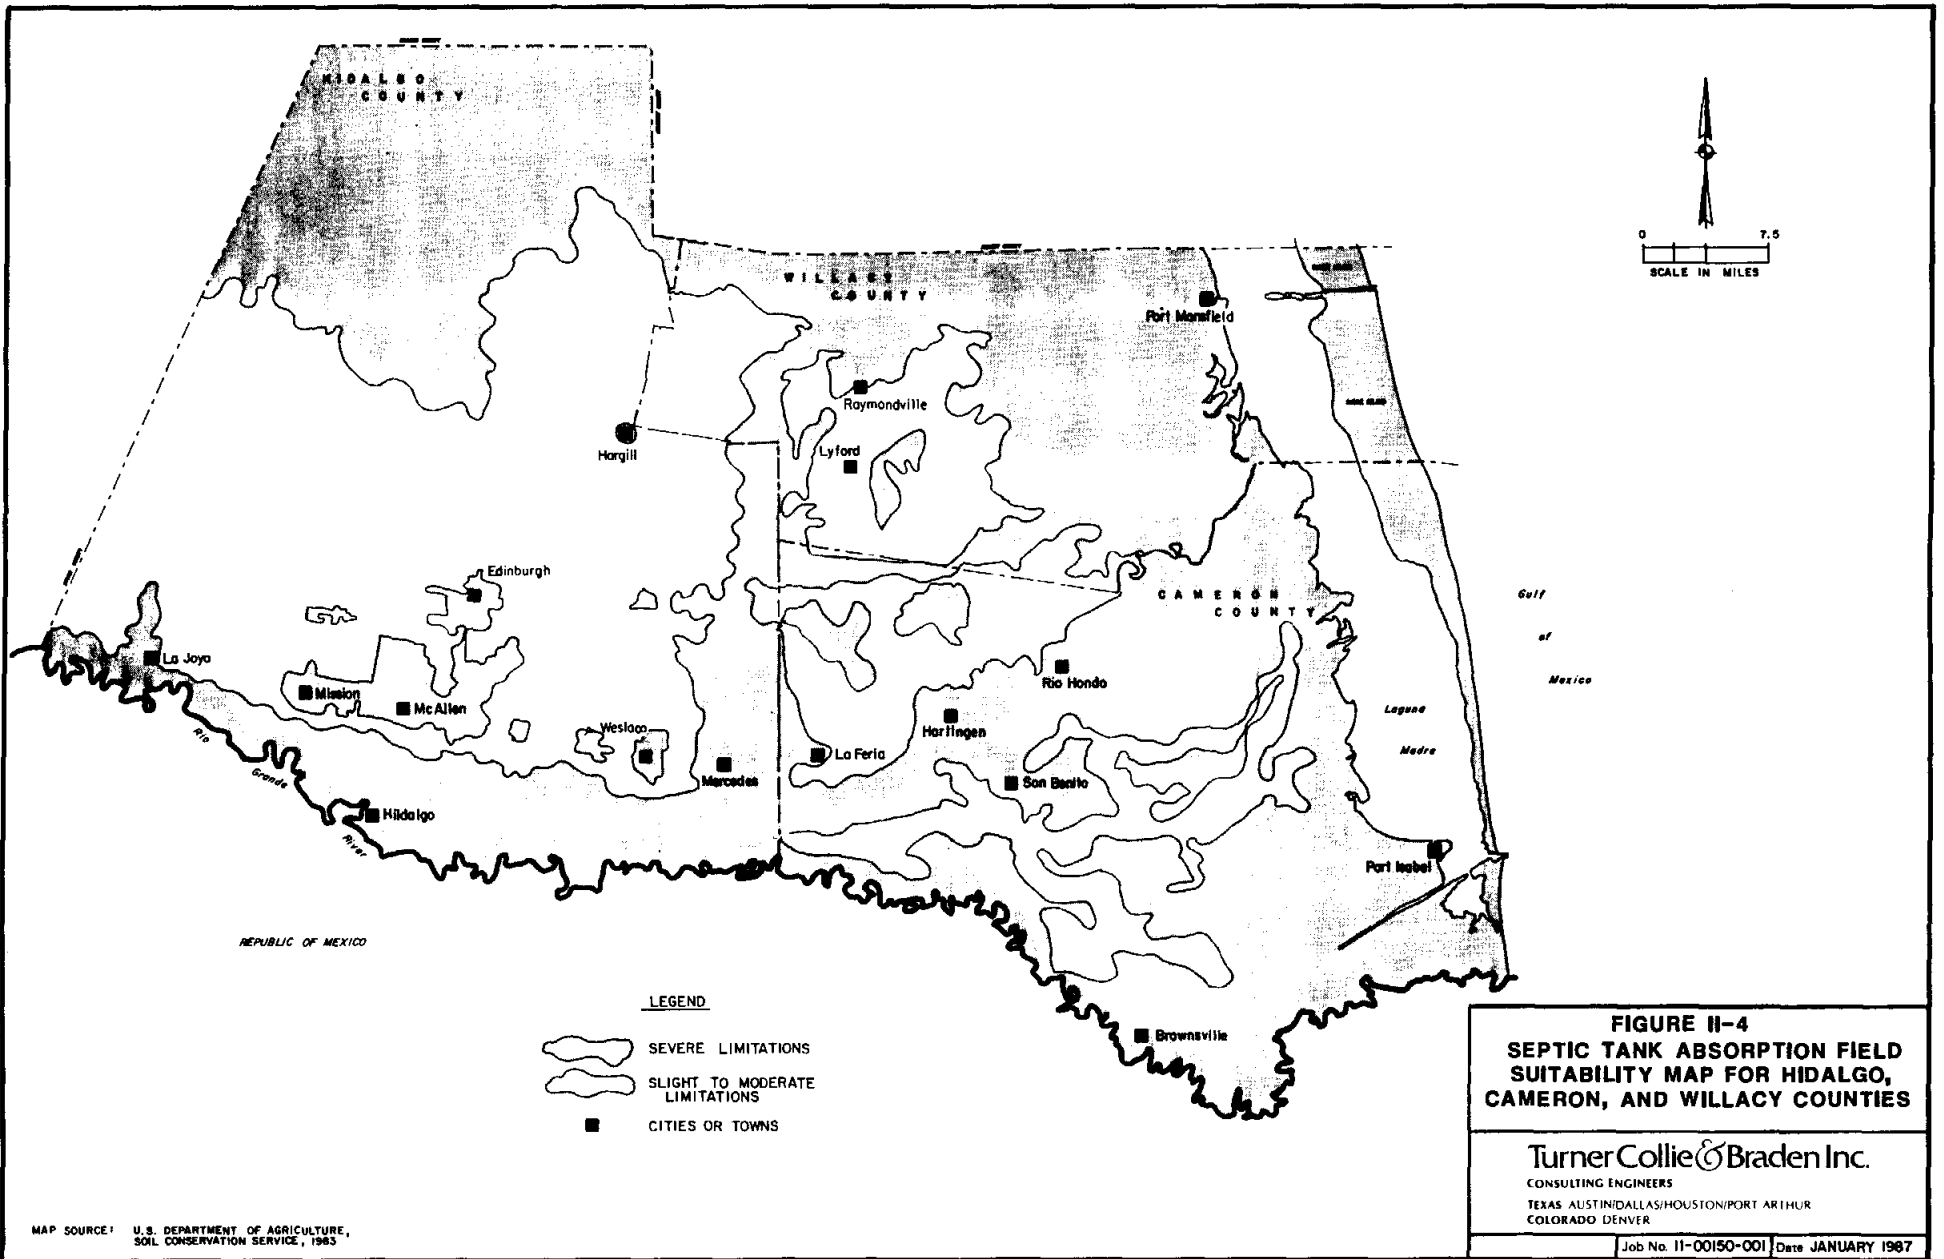 HIDALGO
COUNTY
WILLACY
COUNTY
0 7.5
SCALE IN MILES
Port Mansfield
Raymondville
Lyford
Hargill
Edinburgh
CAMERON
COUNTY
Gulf
of
Mexico
La Joya
Mission
McAllen
Rio Hondo
Laguna
Madre
Harlingen
Weslaco
La Feria
Mercedes
San Benito
Rio
Grande
River
Hildalgo
Port Isabel
REPUBLIC OF MEXICO
Brownsville
LEGEND
SEVERE LIMITATIONS
SLIGHT TO MODERATE
LIMITATIONS
CITIES OR TOWNS
FIGURE II-4
SEPTIC TANK ABSORPTION FIELD
SUITABILITY MAP FOR HIDALGO,
CAMERON, AND WILLACY COUNTIES
Turner Collie & Braden Inc.
CONSULTING ENGINEERS
TEXAS AUSTIN/DALLAS/HOUSTON/PORT ARTHUR
COLORADO DENVER
Job No. 11-00150-001 Date JANUARY 1987
MAP SOURCE: U.S. DEPARTMENT OF AGRICULTURE,
SOIL CONSERVATION SERVICE, 1983